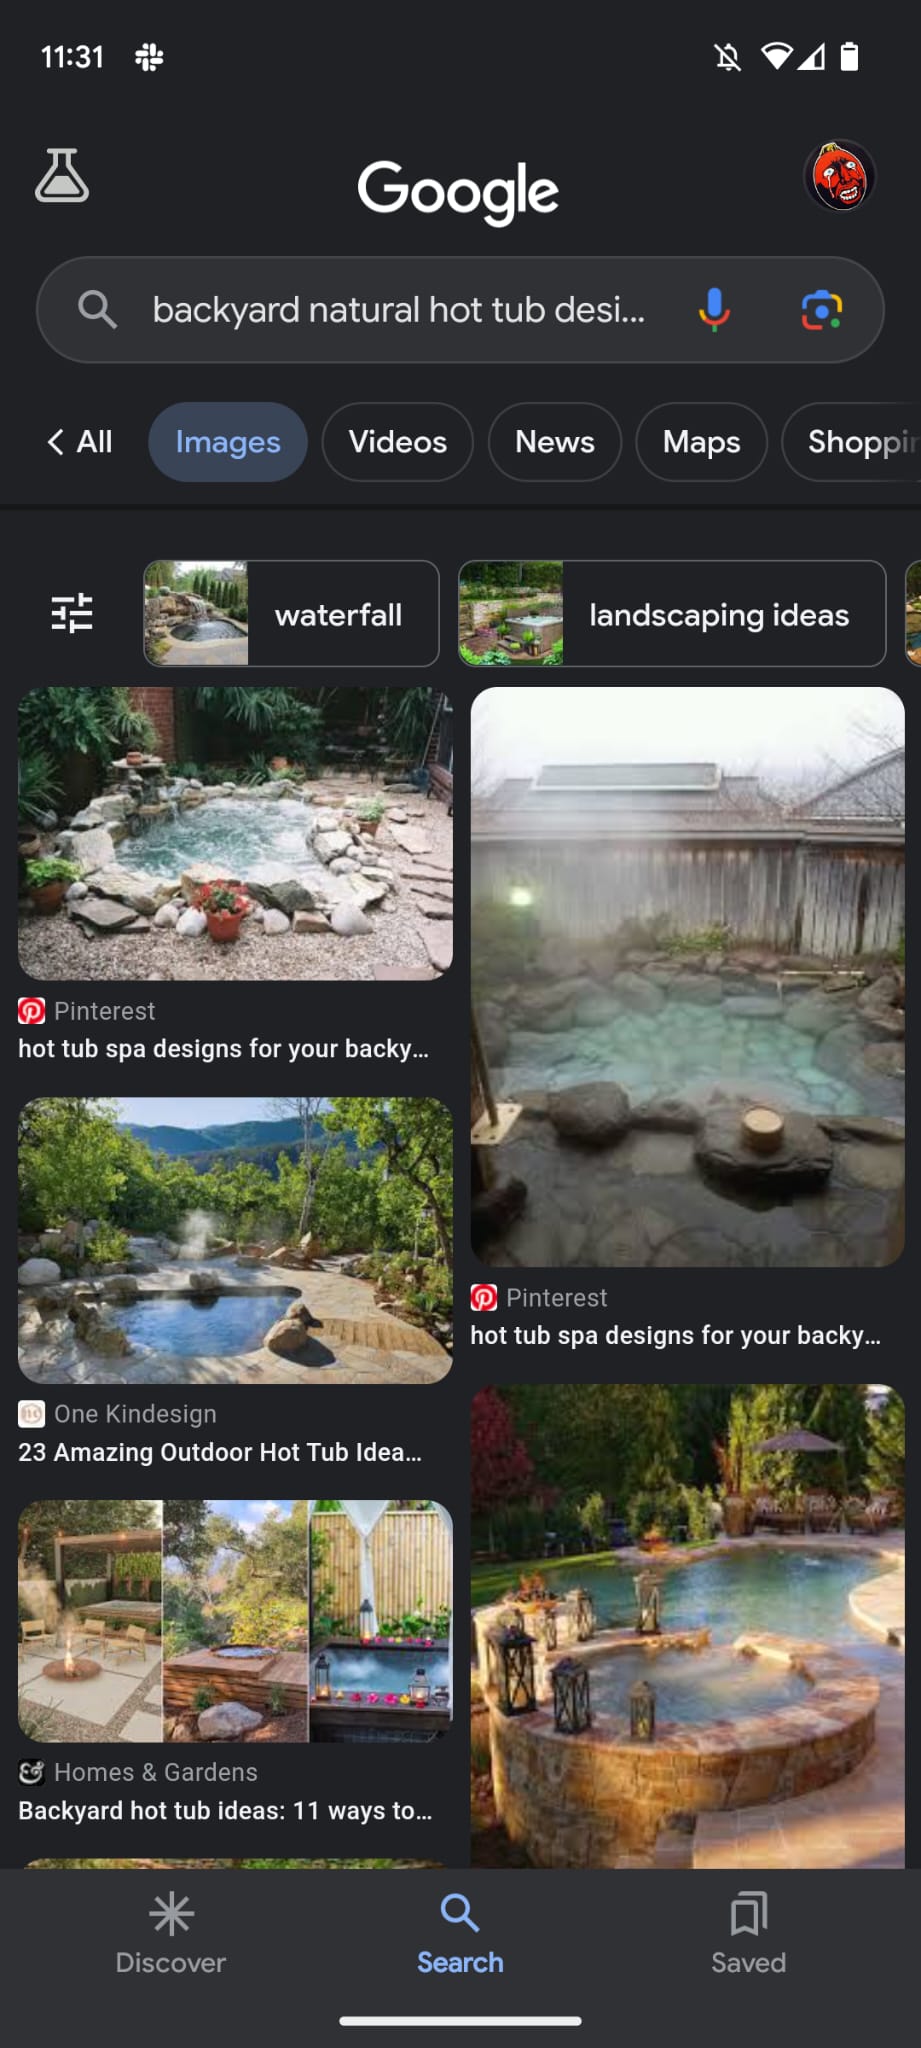 11:31
Google
backyard natural hot tub desi...
All
Images
Videos
News
Maps
Shoppin
waterfall
landscaping ideas
Pinterest
hot tub spa designs for your backy...
Pinterest
hot tub spa designs for your backy...
One Kindesign
23 Amazing Outdoor Hot Tub Idea...
Homes & Gardens
Backyard hot tub ideas: 11 ways to...
Discover
Search
Saved